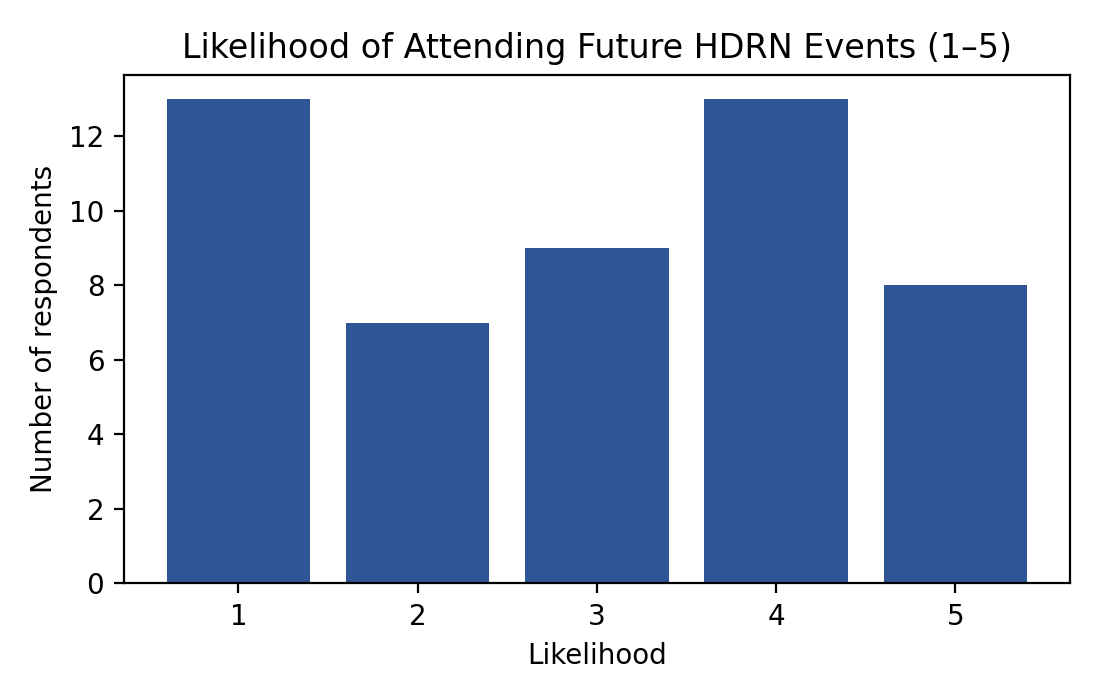 Likelihood of Attending Future HDRN Events (1–5)
Number of respondents
12
10
8
6
4
2
0
1 2 3 4 5
Likelihood